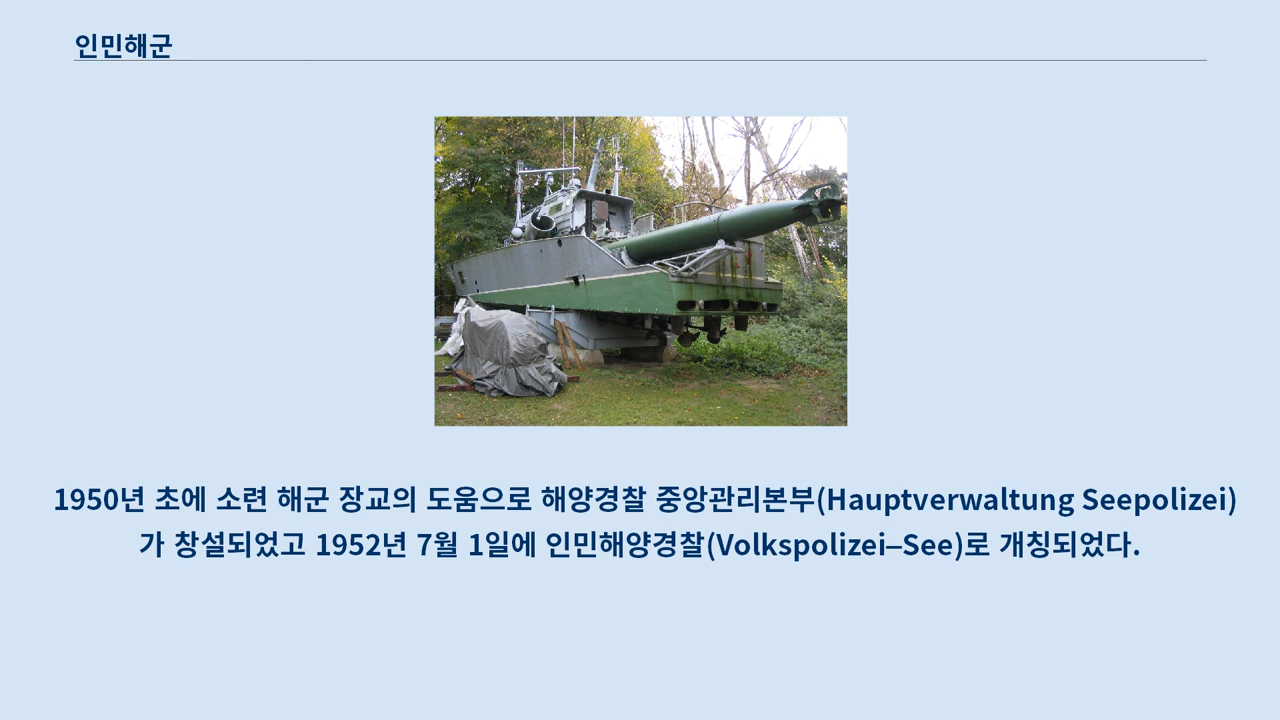 인민해군
1950년 초에 소련 해군 장교의 도움으로 해양경찰 중앙관리본부(Hauptverwaltung Seepolizei)
가 창설되었고 1952년 7월 1일에 인민해양경찰(Volkspolizei–See)로 개칭되었다.